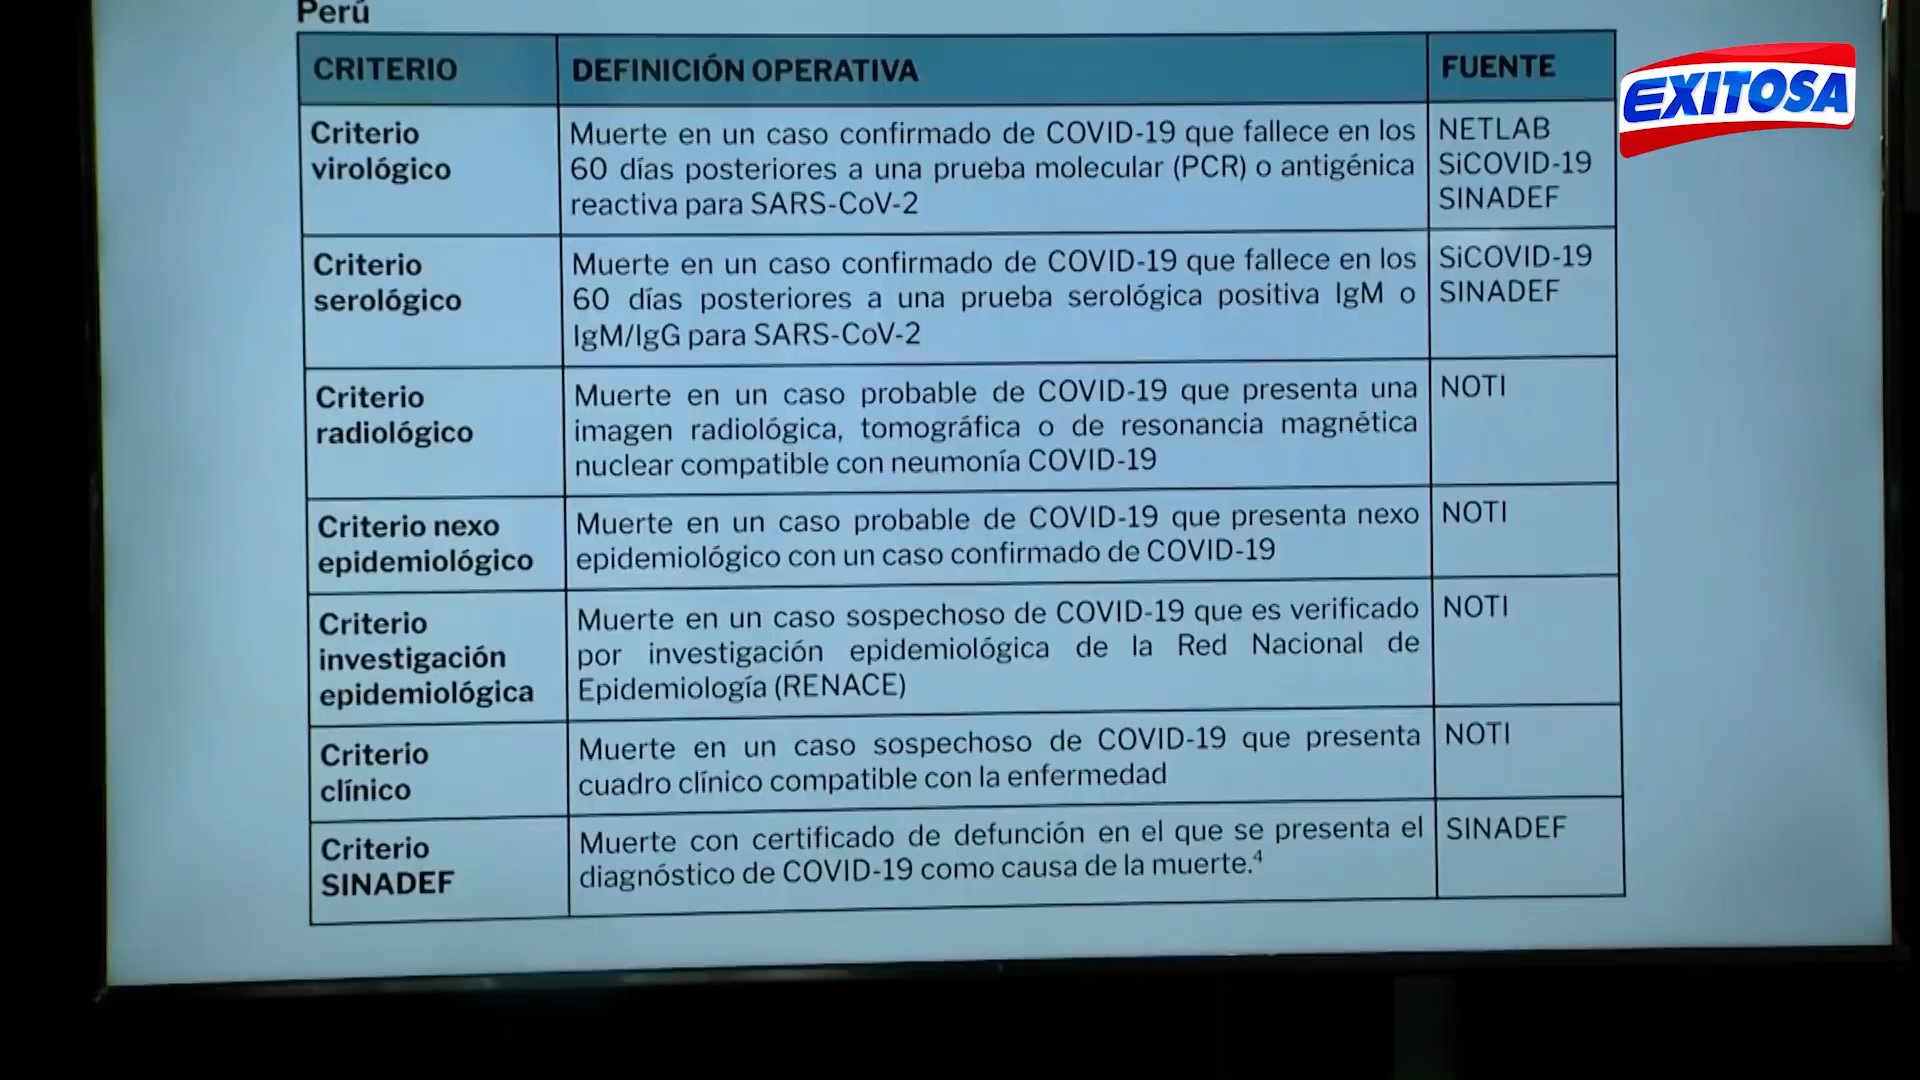 Perú
CRITERIO
DEFINICIÓN OPERATIVA
FUENTE
EXITOSA
Criterio
virológico
Muerte en un caso confirmado de COVID-19 que fallece en los
60 días posteriores a una prueba molecular (PCR) o antigénica
reactiva para SARS-CoV-2
NETLAB
SiCOVID-19
SINADEF
Criterio
serológico
Muerte en un caso confirmado de COVID-19 que fallece en los
60 días posteriores a una prueba serológica positiva IgM o
IgM/IgG para SARS-CoV-2
SiCOVID-19
SINADEF
Criterio
radiológico
Muerte en un caso probable de COVID-19 que presenta una
imagen radiológica, tomográfica o de resonancia magnética
nuclear compatible con neumonía COVID-19
NOTI
Criterio nexo
epidemiológico
Muerte en un caso probable de COVID-19 que presenta nexo
epidemiológico con un caso confirmado de COVID-19
NOTI
Criterio
investigación
epidemiológica
Muerte en un caso sospechoso de COVID-19 que es verificado
por investigación epidemiológica de la Red Nacional de
Epidemiología (RENACE)
NOTI
Criterio
clínico
Muerte en un caso sospechoso de COVID-19 que presenta
cuadro clínico compatible con la enfermedad
NOTI
Criterio
SINADEF
Muerte con certificado de defunción en el que se presenta el
diagnóstico de COVID-19 como causa de la muerte.⁴
SINADEF